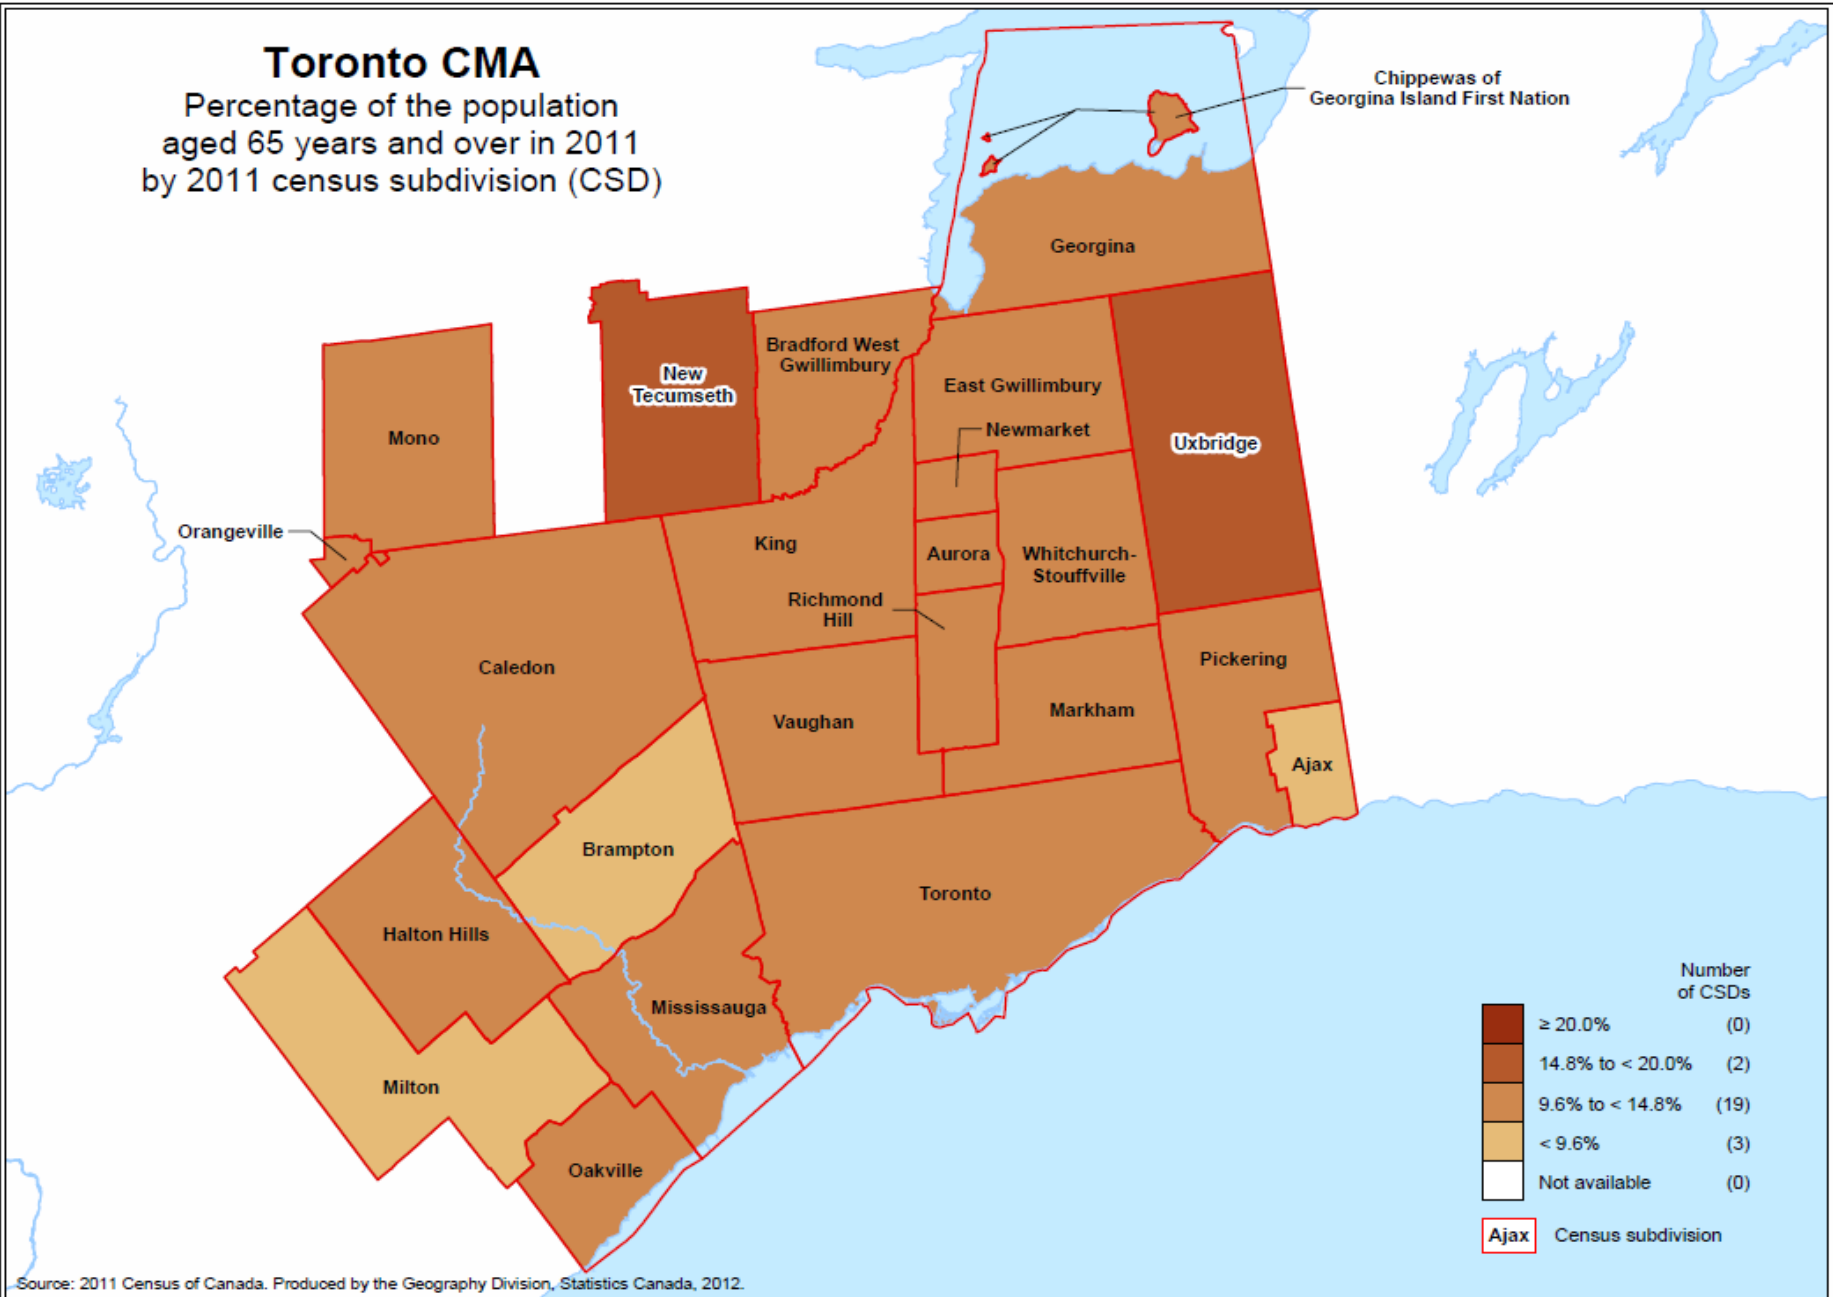 Toronto CMA
Percentage of the population
aged 65 years and over in 2011
by 2011 census subdivision (CSD)
Chippewas of
Georgina Island First Nation
Georgina
Bradford West
Gwillimbury
New
Tecumseth
East Gwillimbury
Newmarket
Mono
Uxbridge
Orangeville
King
Aurora
Whitchurch-
Stouffville
Richmond
Hill
Caledon
Pickering
Vaughan
Markham
Ajax
Brampton
Toronto
Halton Hills
Mississauga
Milton
Oakville
Number
of CSDs
≥ 20.0% (0)
14.8% to < 20.0% (2)
9.6% to < 14.8% (19)
< 9.6% (3)
Not available (0)
Ajax Census subdivision
Source: 2011 Census of Canada. Produced by the Geography Division, Statistics Canada, 2012.